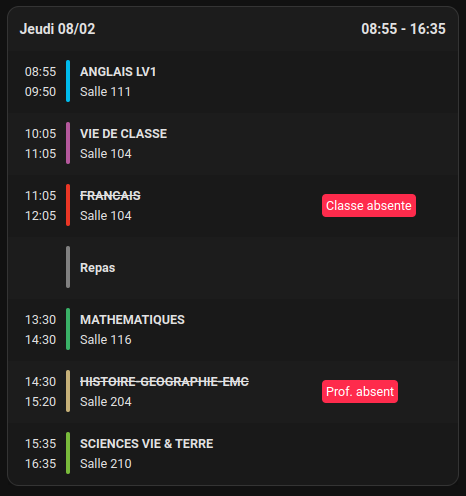 Jeudi 08/02 08:55 - 16:35
08:55 ANGLAIS LV1
09:50 Salle 111
10:05 VIE DE CLASSE
11:05 Salle 104
11:05 FRANCAIS Classe absente
12:05 Salle 104
Repas
13:30 MATHEMATIQUES
14:30 Salle 116
14:30 HISTOIRE-GEOGRAPHIE-EMC Prof. absent
15:20 Salle 204
15:35 SCIENCES VIE & TERRE
16:35 Salle 210